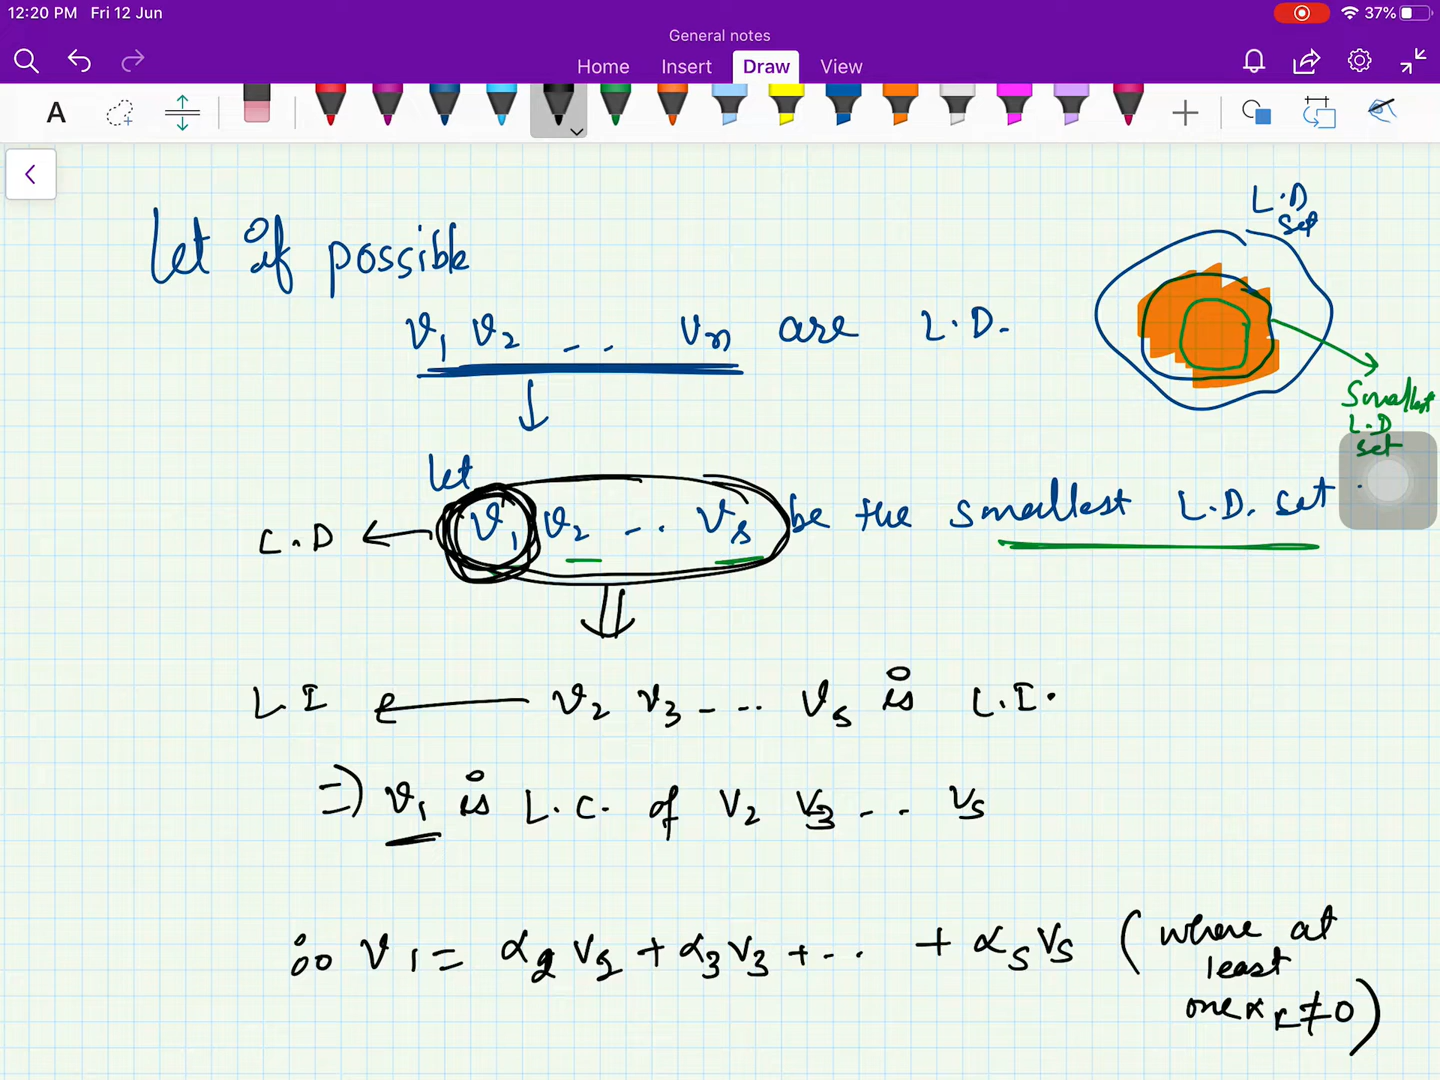 12:20 PM Fri 12 Jun
37%
General notes
Home Insert Draw View
A
L.D
set
Let if possible
v1 v2 -- vn are L.D.
Smallest
L.D
set
let
v1 v2 -.. vs be the smallest L.D. set
L.D
L I ← v2 v3 -.. vs is L.I.
=) v1 is L.C. of v2 v3 -.. vs
∴ v1 = α2 v2 + α3 v3 + -.. + αs vs (where at
least
one αr ≠ 0)